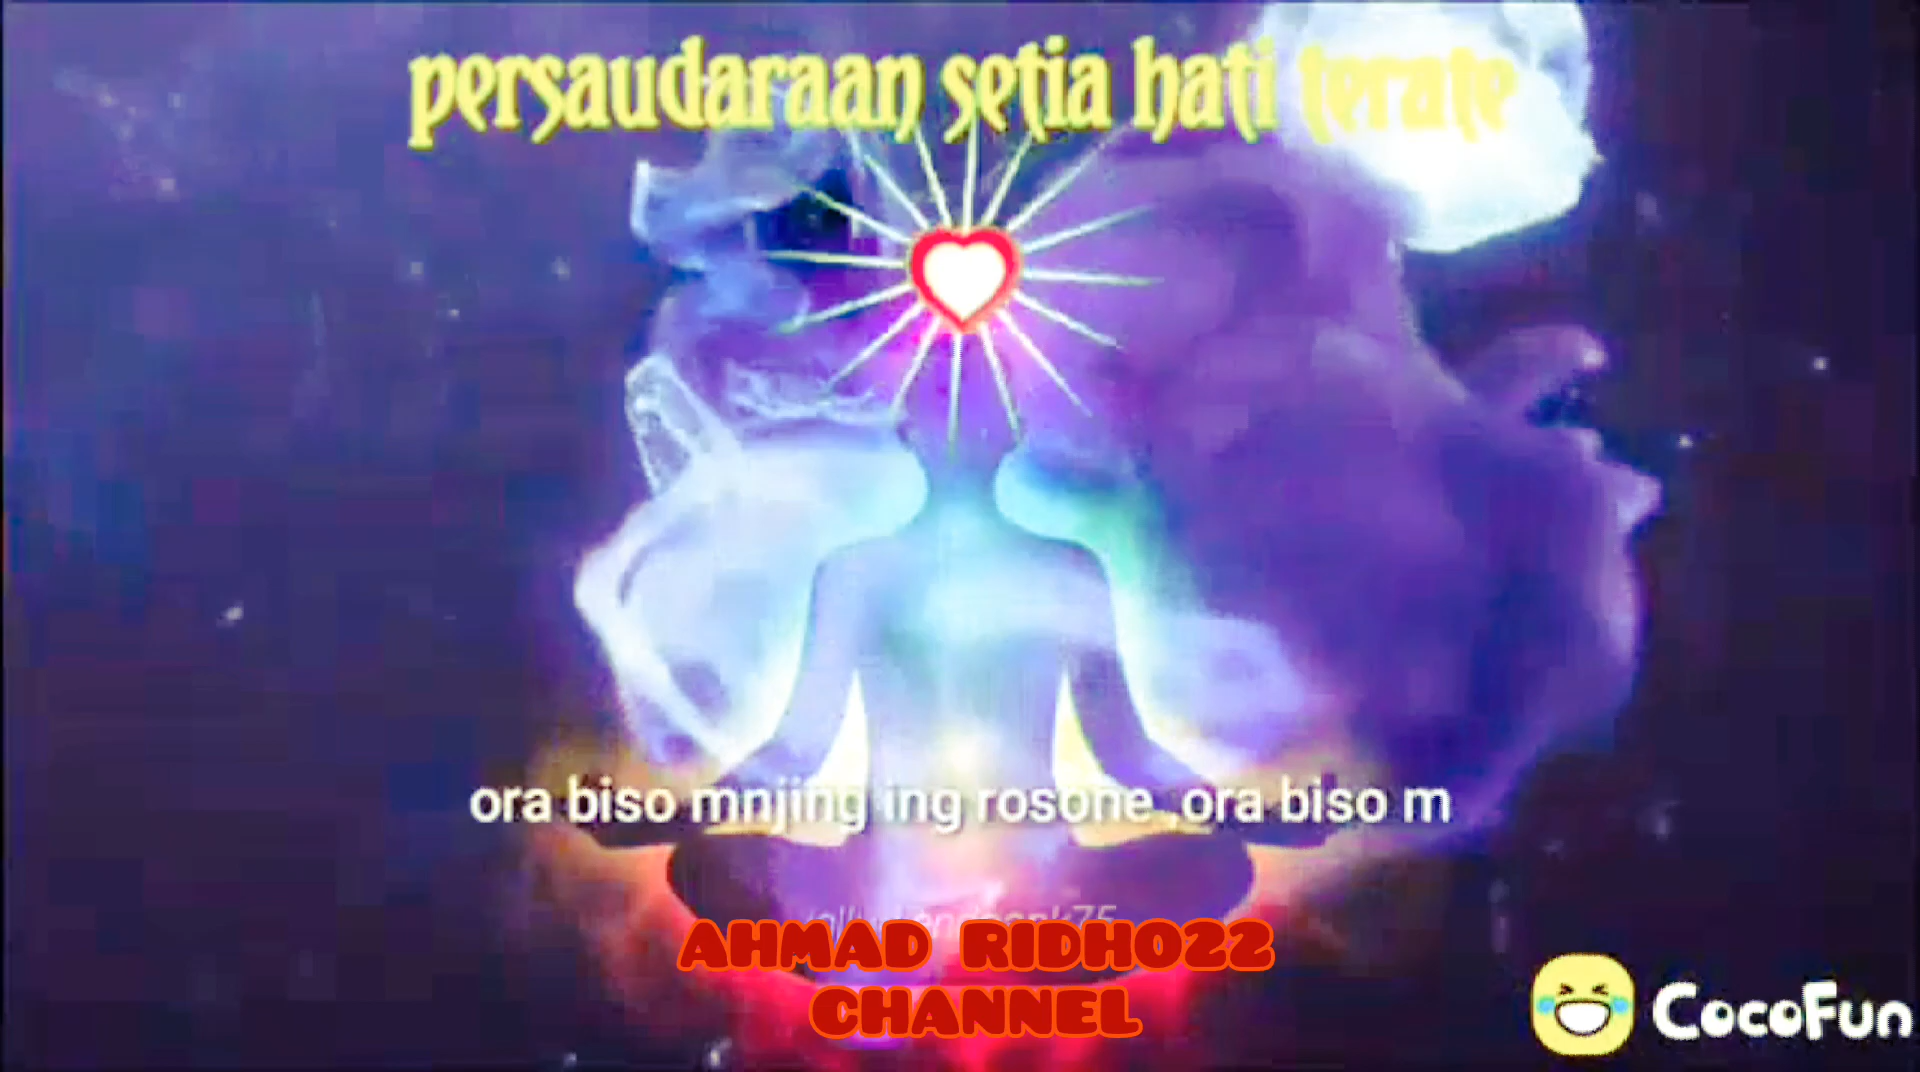 persaudaraan setia hati terate
ora biso mnjing ing rosone ,ora biso m
AHMAD RIDHO22
CHANNEL
CocoFun